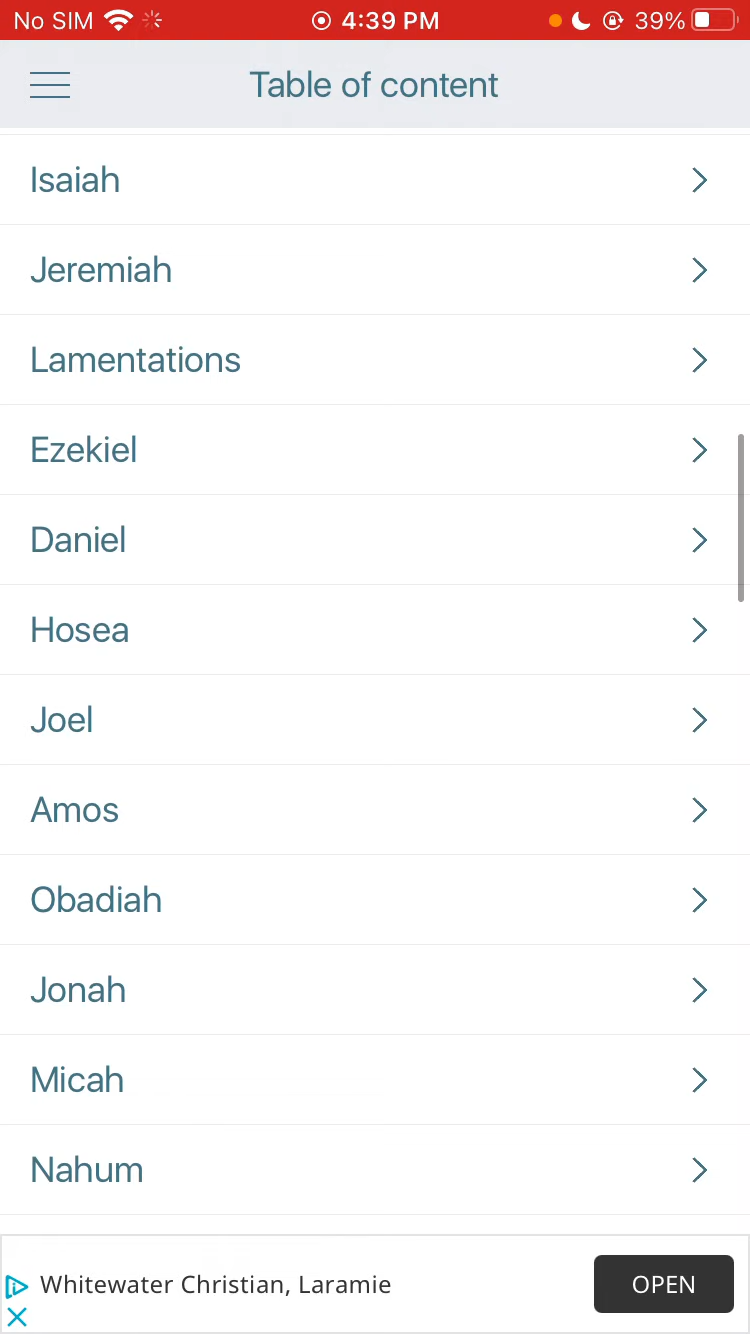 No SIM 4:39 PM 39%
Table of content
Isaiah
Jeremiah
Lamentations
Ezekiel
Daniel
Hosea
Joel
Amos
Obadiah
Jonah
Micah
Nahum
Whitewater Christian, Laramie
OPEN